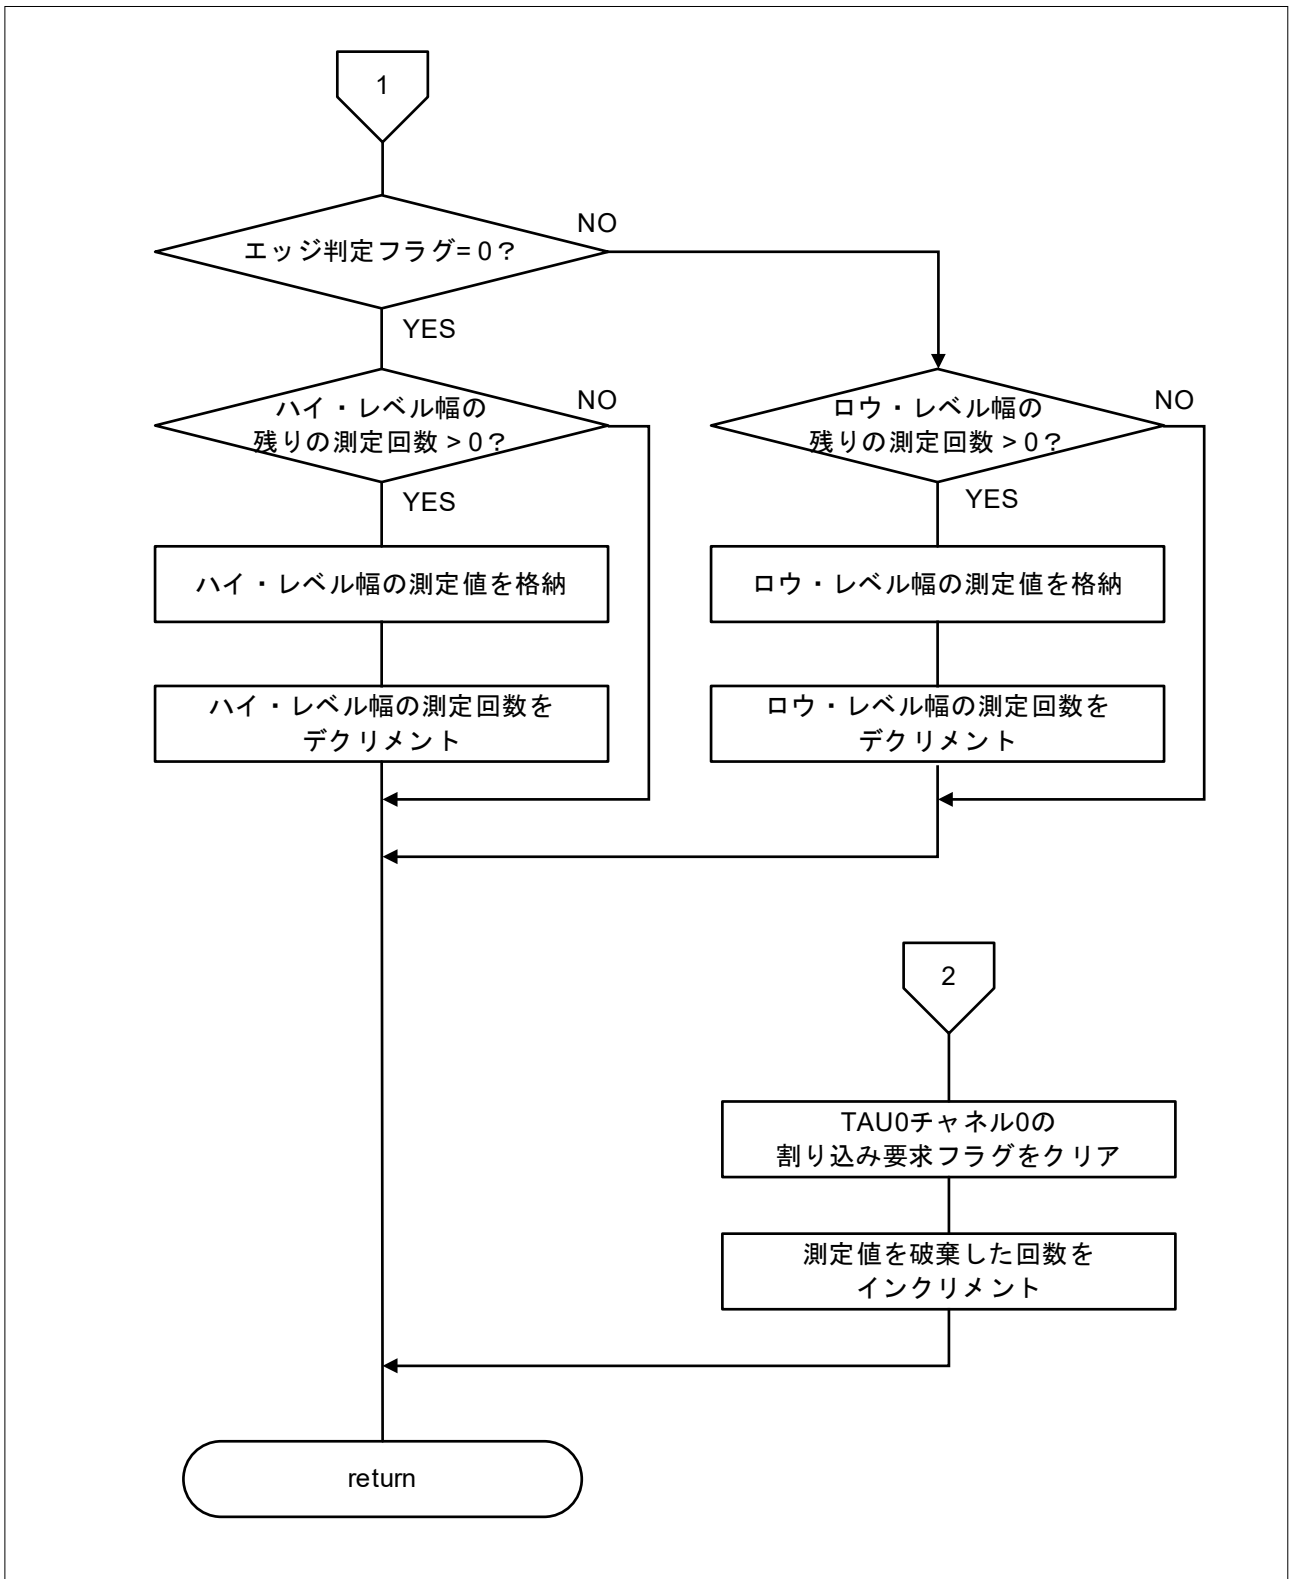 1
エッジ判定フラグ= 0 ?
NO
YES
ハイ・レベル幅の
残りの測定回数 > 0 ?
NO
YES
ハイ・レベル幅の測定値を格納
ハイ・レベル幅の測定回数を
デクリメント
ロウ・レベル幅の
残りの測定回数 > 0 ?
NO
YES
ロウ・レベル幅の測定値を格納
ロウ・レベル幅の測定回数を
デクリメント
2
TAU0チャネル0の
割り込み要求フラグをクリア
測定値を破棄した回数を
インクリメント
return